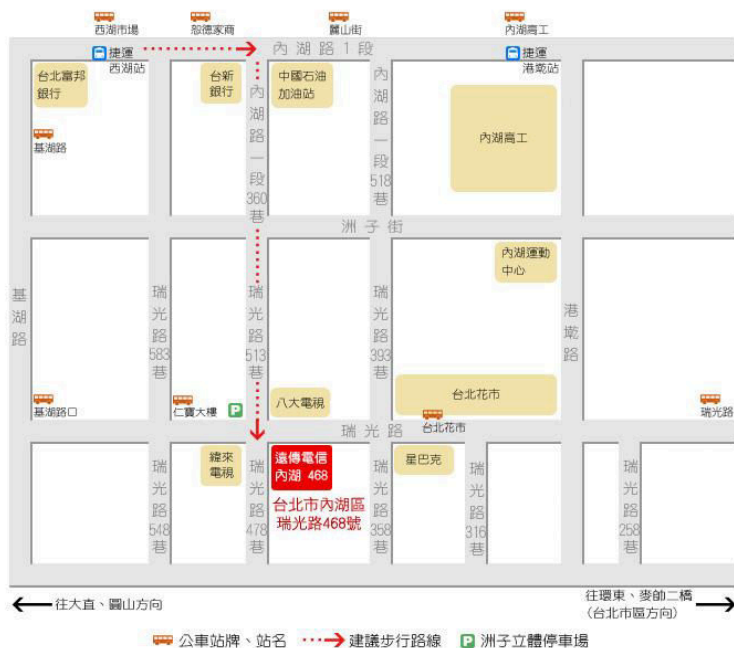 西湖市場
郃德家商
麗山街
內湖高工
捷運
西湖站
內湖路1段
捷運
港墘站
台北富邦
銀行
台新
銀行
中國石油
加油站
內湖路一段360巷
內湖路一段518巷
內湖高工
基湖路
洲子街
內湖運動
中心
基湖路
瑞光路583巷
瑞光路513巷
瑞光路393巷
港墘路
台北花市
八大電視
基湖路口
仁寶大樓
P
瑞光路
台北花市
瑞光路
緯來
電視
遠傳電信
內湖 468
星巴克
台北市內湖區
瑞光路468號
瑞光路548巷
瑞光路478巷
瑞光路358巷
瑞光路316巷
瑞光路258巷
往大直、圓山方向
往環東、麥帥二橋
(台北市區方向)
公車站牌、站名
建議步行路線
P
洲子立體停車場